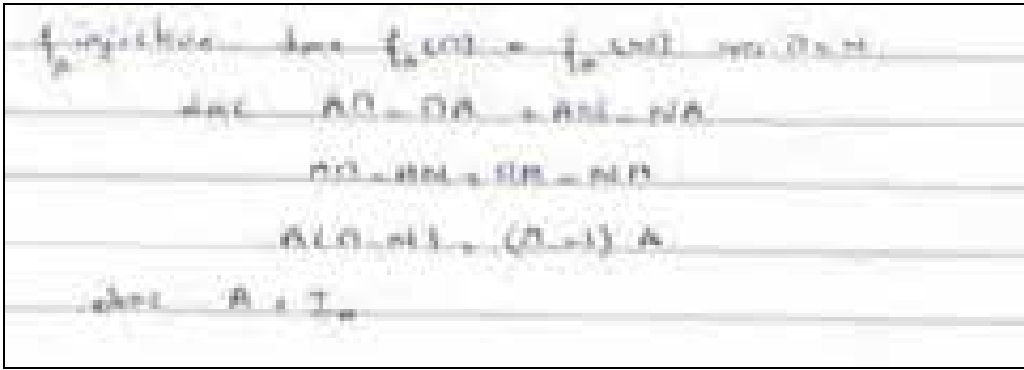 f_A injective donc f_A(M) = f_A(N) M = N
donc AM - MA = AN - NA
AM - AN = MA - NA
A(M - N) = (M - N) A
donc A = I_n